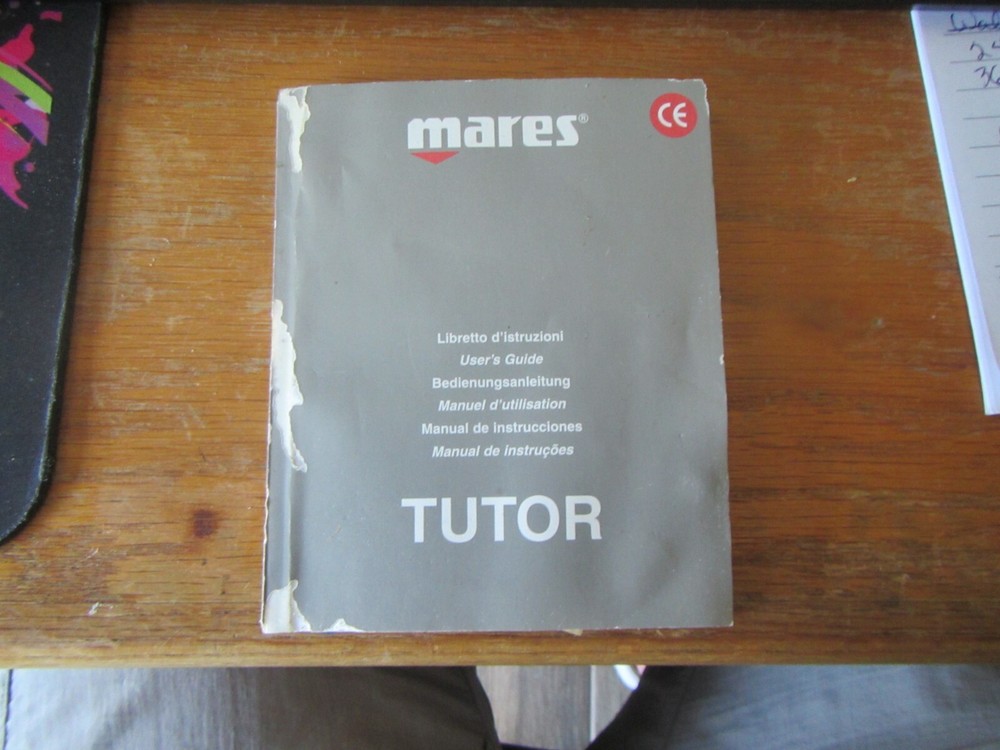 mares®
CE
Libretto d'istruzioni
User's Guide
Bedienungsanleitung
Manuel d'utilisation
Manual de instrucciones
Manual de instruções
TUTOR